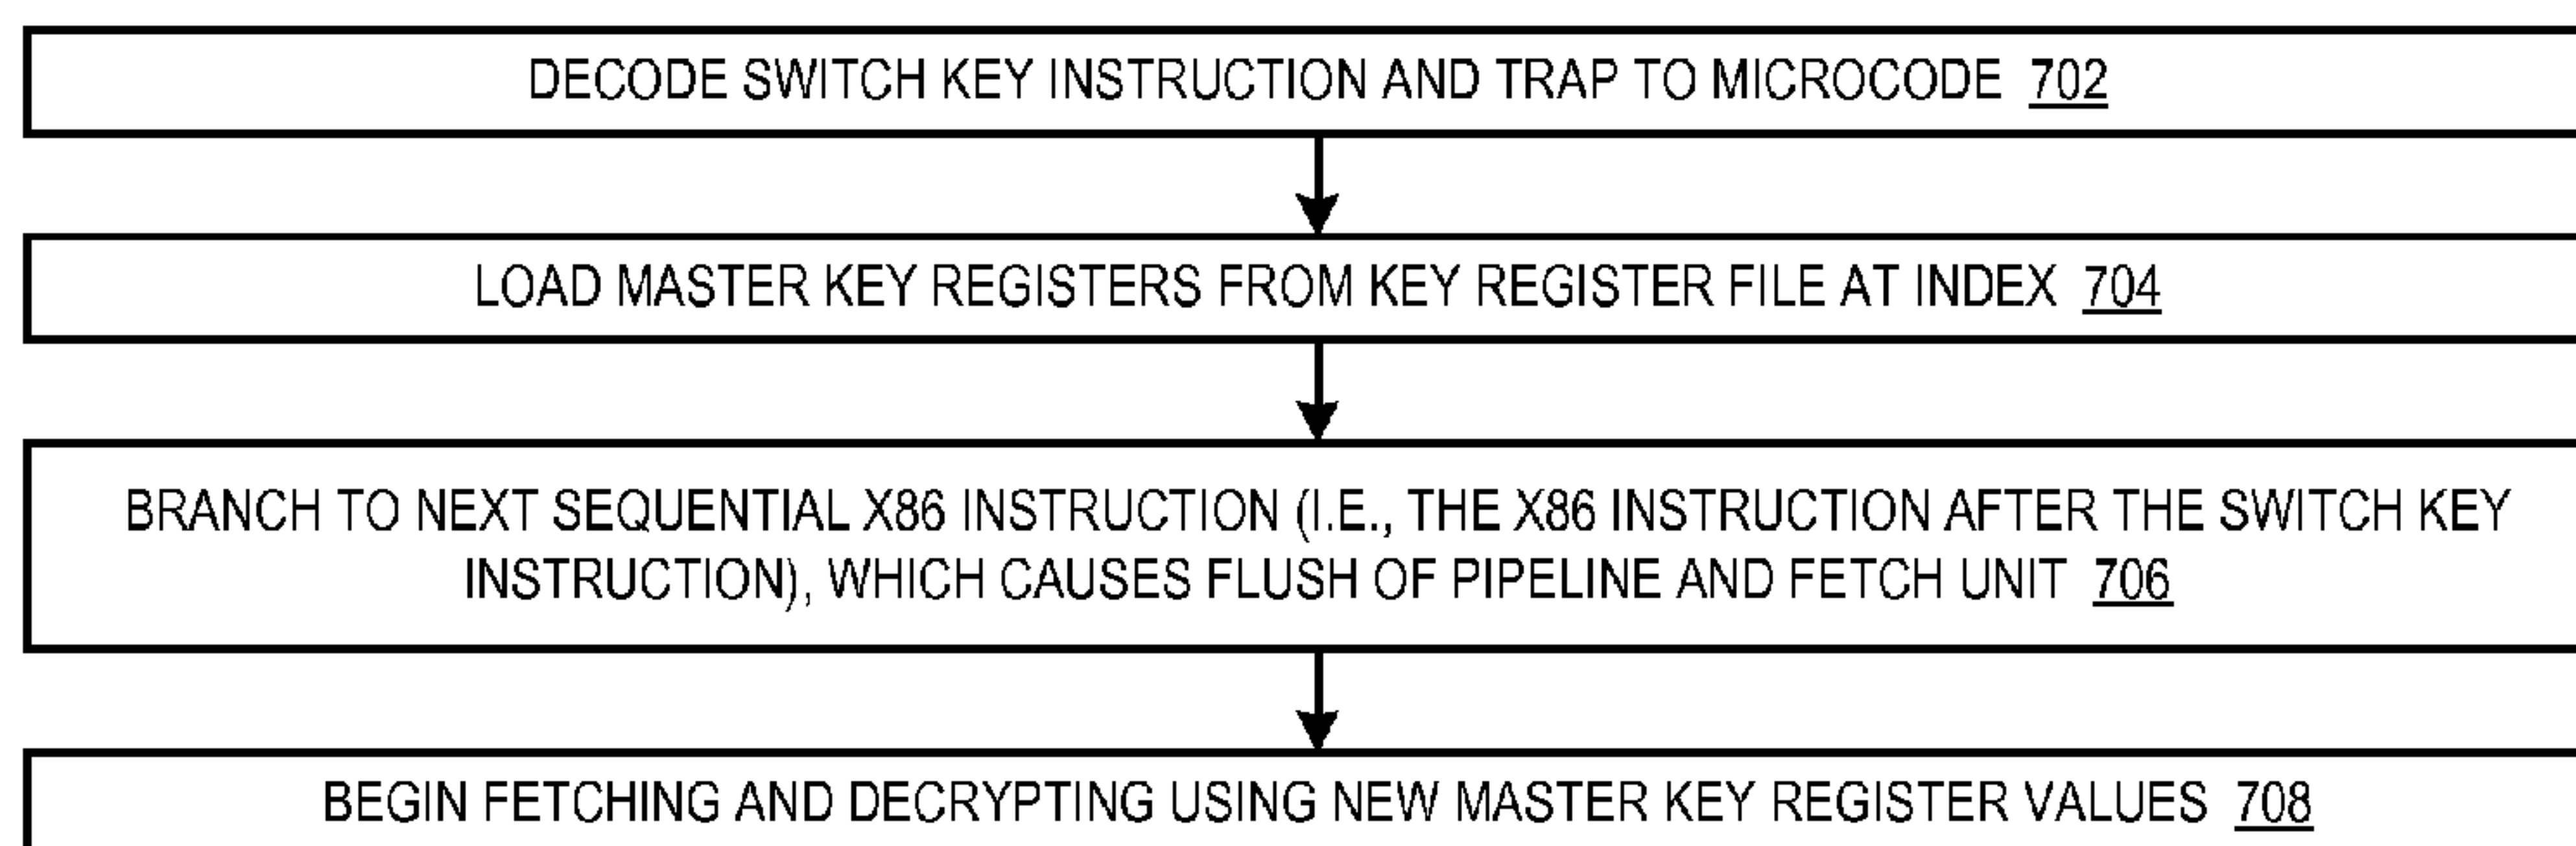 DECODE SWITCH KEY INSTRUCTION AND TRAP TO MICROCODE 702
LOAD MASTER KEY REGISTERS FROM KEY REGISTER FILE AT INDEX 704
BRANCH TO NEXT SEQUENTIAL X86 INSTRUCTION (I.E., THE X86 INSTRUCTION AFTER THE SWITCH KEY
INSTRUCTION), WHICH CAUSES FLUSH OF PIPELINE AND FETCH UNIT 706
BEGIN FETCHING AND DECRYPTING USING NEW MASTER KEY REGISTER VALUES 708